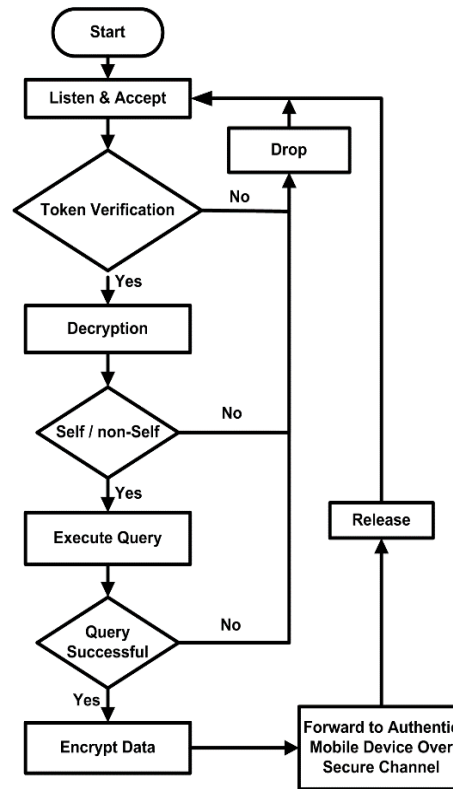 Start
Listen & Accept
Drop
Token Verification
No
Yes
Decryption
Self / non-Self
No
Yes
Release
Execute Query
Query
Successful
No
Yes
Encrypt Data
Forward to Authentic
Mobile Device Over
Secure Channel